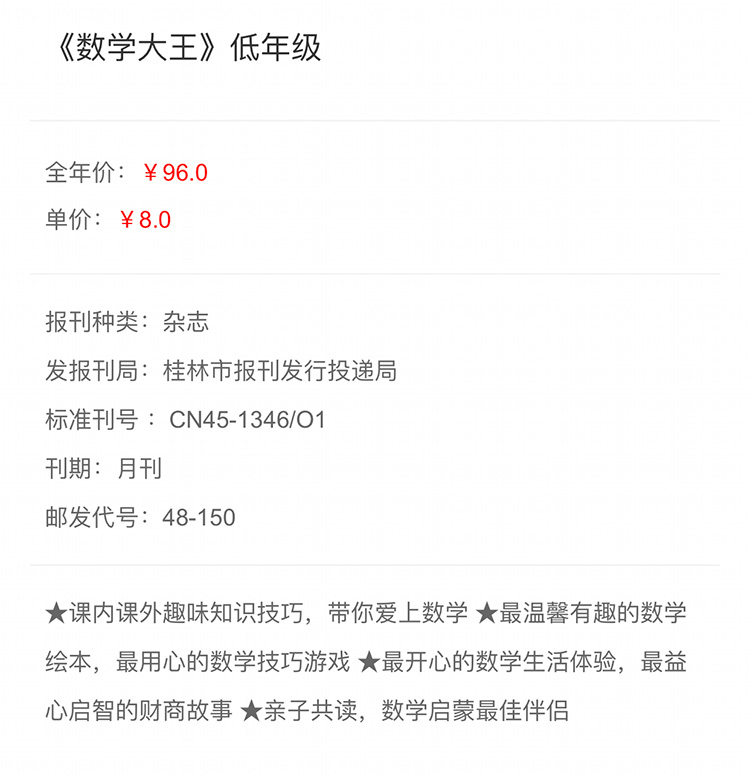 《数学大王》低年级
全年价：￥96.0
单价：￥8.0
报刊种类：杂志
发报刊局：桂林市报刊发行投递局
标准刊号 ：CN45-1346/O1
刊期：月刊
邮发代号：48-150
★课内课外趣味知识技巧，带你爱上数学 ★最温馨有趣的数学
绘本，最用心的数学技巧游戏 ★最开心的数学生活体验，最益
心启智的财商故事 ★亲子共读，数学启蒙最佳伴侣